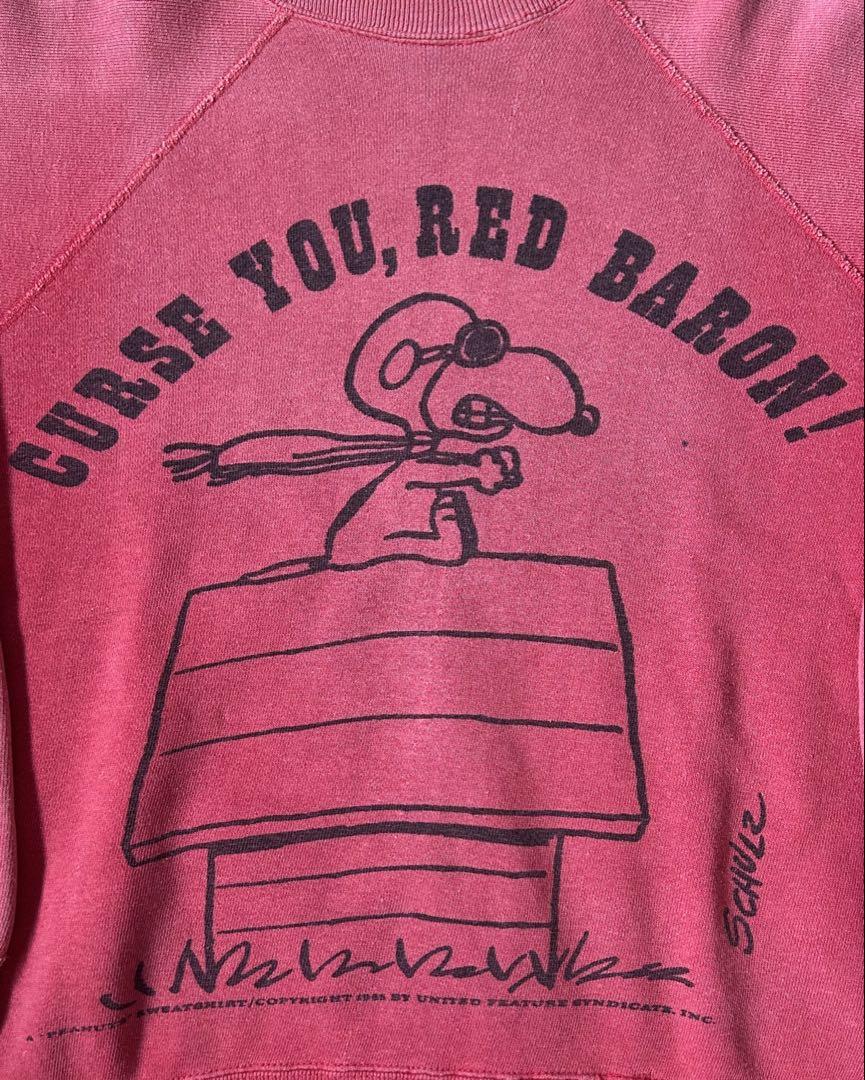 CURSE YOU, RED BARON!
SCHULZ
A "PEANUTS" SWEATSHIRT/COPYRIGHT 1965 BY UNITED FEATURE SYNDICATE, INC.